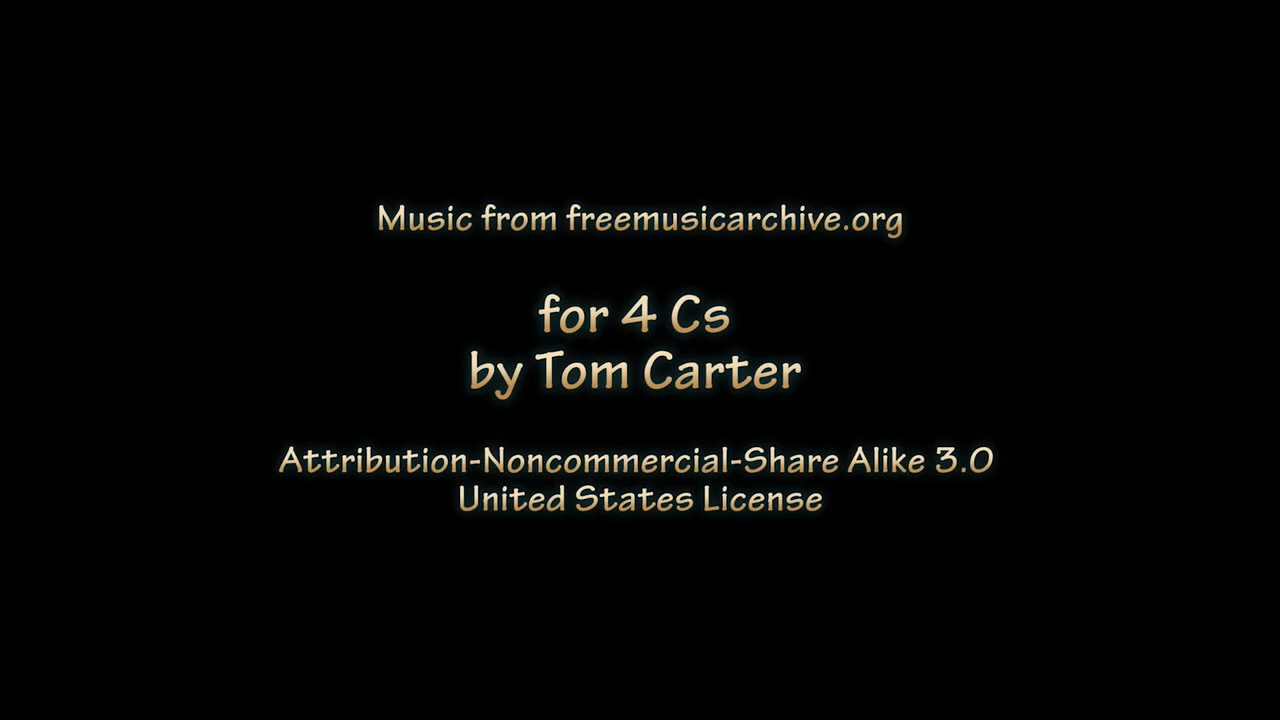 Music from freemusicarchive.org
for 4 Cs
by Tom Carter
Attribution-Noncommercial-Share Alike 3.0
United States License